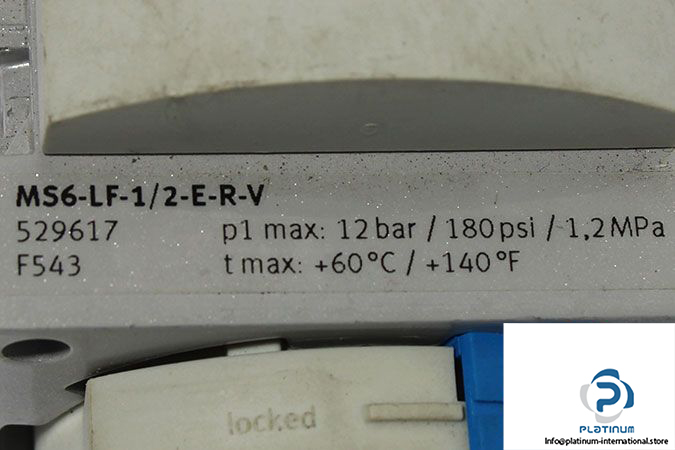 MS6-LF-1/2-E-R-V
529617 p1 max: 12 bar / 180 psi / 1,2 MPa
F543 t max: +60°C / +140°F
locked
PLATINUM
Info@platinum-international.store